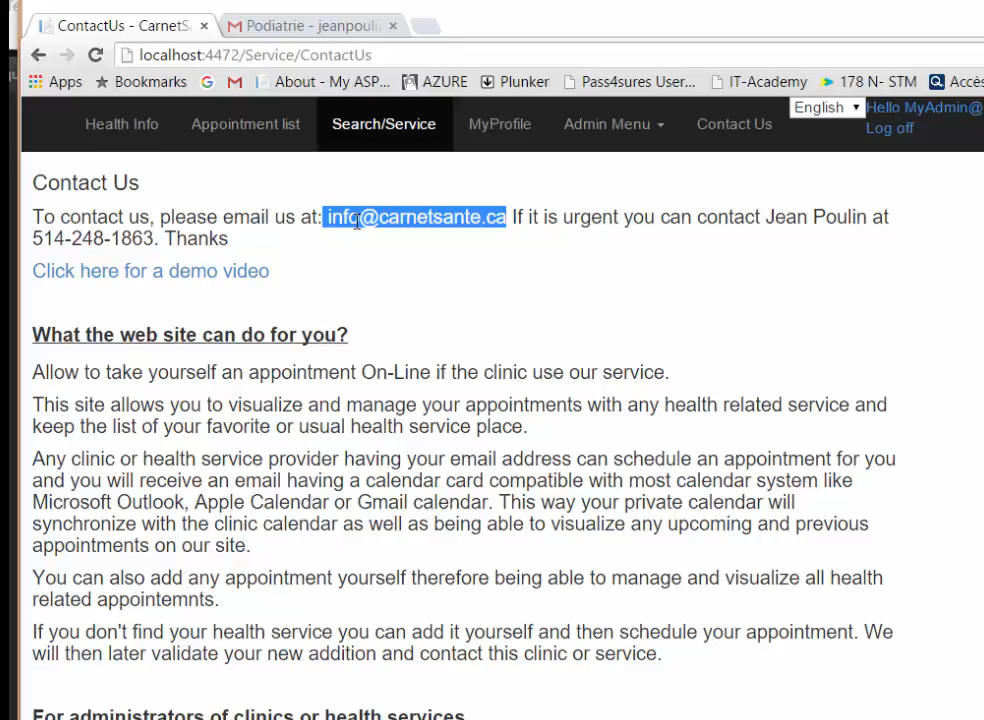 ContactUs - CarnetS
Podiatrie - jeanpoulin
localhost:4472/Service/ContactUs
Apps Bookmarks About - My ASP... AZURE Plunker Pass4sures User... IT-Academy 178 N- STM Accès
Health Info Appointment list Search/Service MyProfile Admin Menu Contact Us English Hello MyAdmin@
Log off
Contact Us
To contact us, please email us at: info@carnetsante.ca If it is urgent you can contact Jean Poulin at
514-248-1863. Thanks
Click here for a demo video
What the web site can do for you?
Allow to take yourself an appointment On-Line if the clinic use our service.
This site allows you to visualize and manage your appointments with any health related service and
keep the list of your favorite or usual health service place.
Any clinic or health service provider having your email address can schedule an appointment for you
and you will receive an email having a calendar card compatible with most calendar system like
Microsoft Outlook, Apple Calendar or Gmail calendar. This way your private calendar will
synchronize with the clinic calendar as well as being able to visualize any upcoming and previous
appointments on our site.
You can also add any appointment yourself therefore being able to manage and visualize all health
related appointemnts.
If you don't find your health service you can add it yourself and then schedule your appointment. We
will then later validate your new addition and contact this clinic or service.
For administrators of clinics or health services